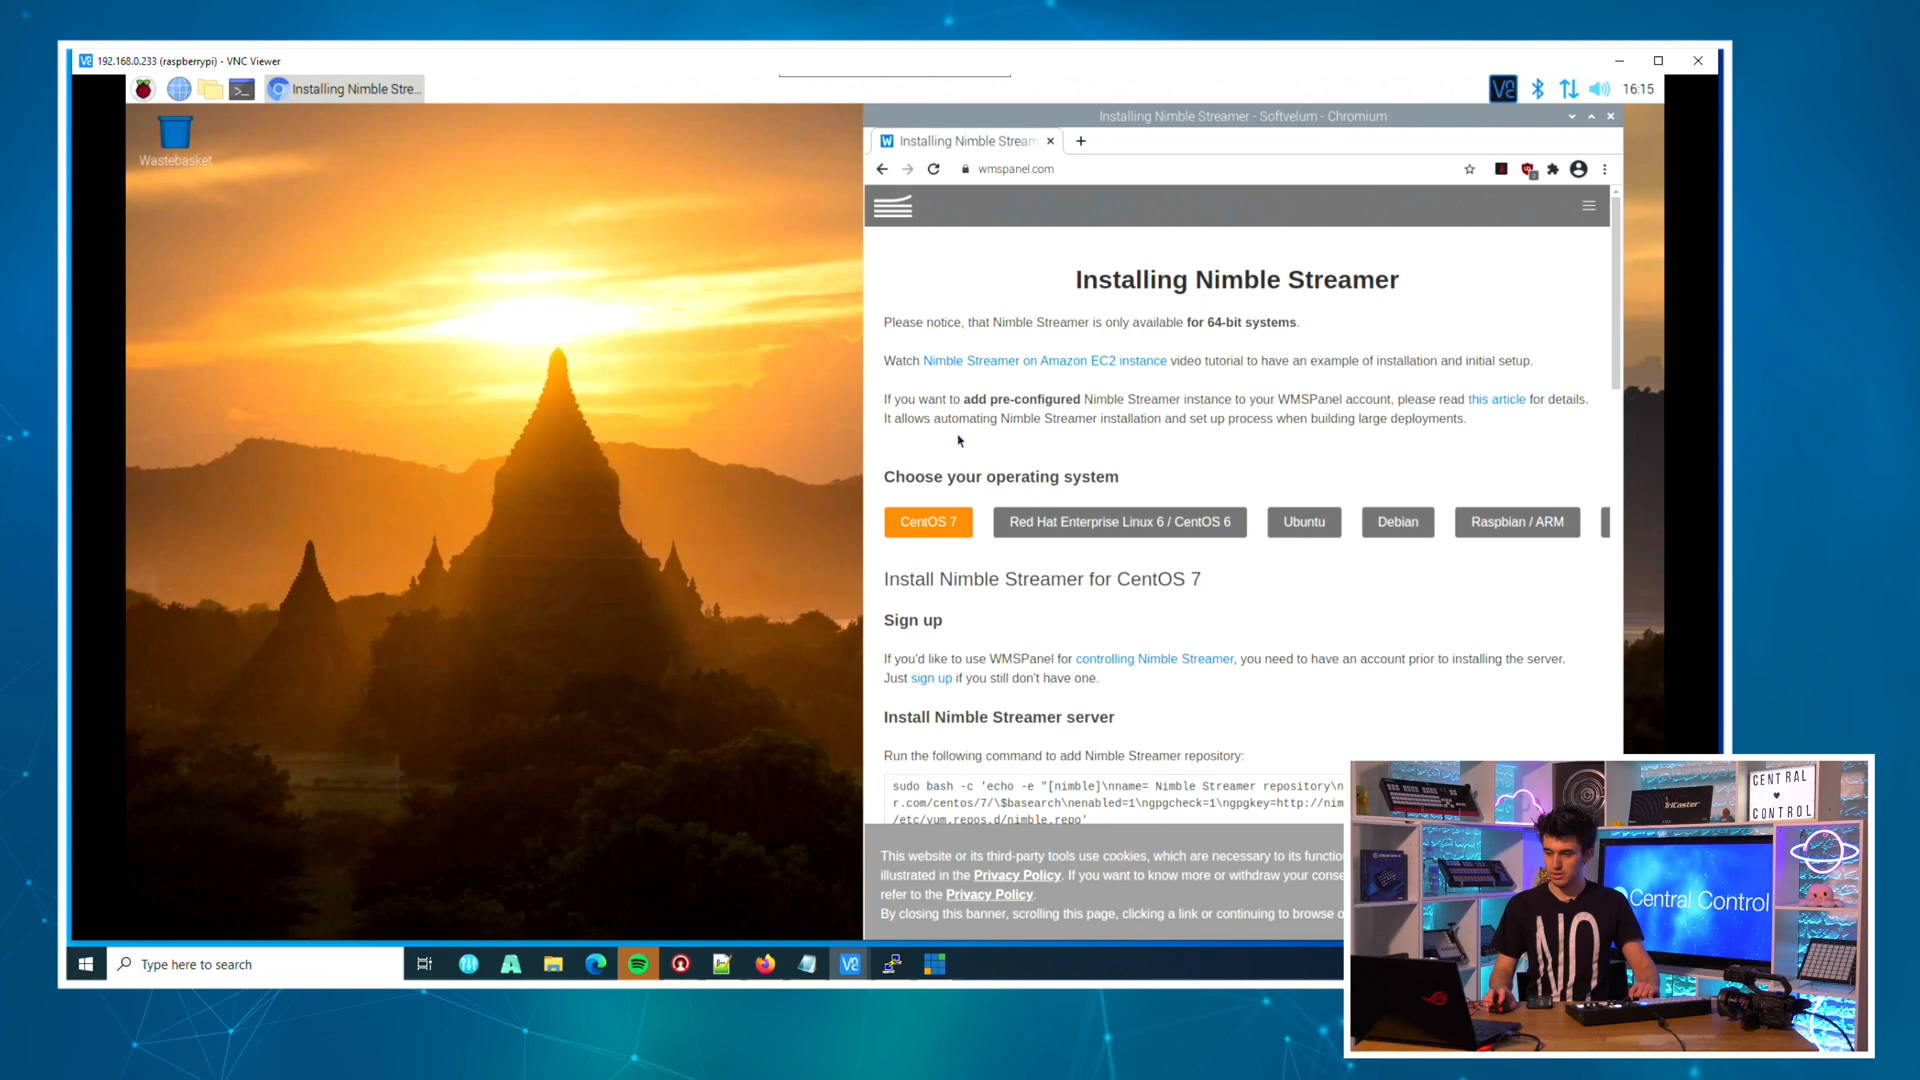 192.168.0.233 (raspberrypi) - VNC Viewer
Installing Nimble Stre...
16:15
Wastebasket
Installing Nimble Streamer - Softvelum - Chromium
Installing Nimble Stream
wmspanel.com
Installing Nimble Streamer
Please notice, that Nimble Streamer is only available for 64-bit systems.
Watch Nimble Streamer on Amazon EC2 instance video tutorial to have an example of installation and initial setup.
If you want to add pre-configured Nimble Streamer instance to your WMSPanel account, please read this article for details.
It allows automating Nimble Streamer installation and set up process when building large deployments.
Choose your operating system
CentOS 7 Red Hat Enterprise Linux 6 / CentOS 6 Ubuntu Debian Raspbian / ARM
Install Nimble Streamer for CentOS 7
Sign up
If you'd like to use WMSPanel for controlling Nimble Streamer, you need to have an account prior to installing the server.
Just sign up if you still don't have one.
Install Nimble Streamer server
Run the following command to add Nimble Streamer repository:
sudo bash -c 'echo -e "[nimble]\nname= Nimble Streamer repository\n
r.com/centos/7/\$basearch\nenabled=1\ngpgcheck=1\ngpgkey=http://nim
/etc/yum.repos.d/nimble.repo'
This website or its third-party tools use cookies, which are necessary to its functio
illustrated in the Privacy Policy. If you want to know more or withdraw your conse
refer to the Privacy Policy.
By closing this banner, scrolling this page, clicking a link or continuing to browse o
Type here to search
CENTRAL
CONTROL
TriCaster
Central Control
NO